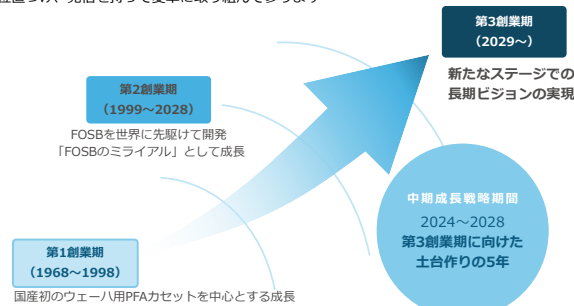 第3創業期
(2029~)
新たなステージでの
長期ビジョンの実現
第2創業期
(1999~2028)
FOSBを世界に先駆けて開発
「FOSBのミライアル」として成長
中期成長戦略期間
2024~2028
第3創業期に向けた
土台作りの5年
第1創業期
(1968~1998)
国産初のウェーハ用PFAカセットを中心とする成長